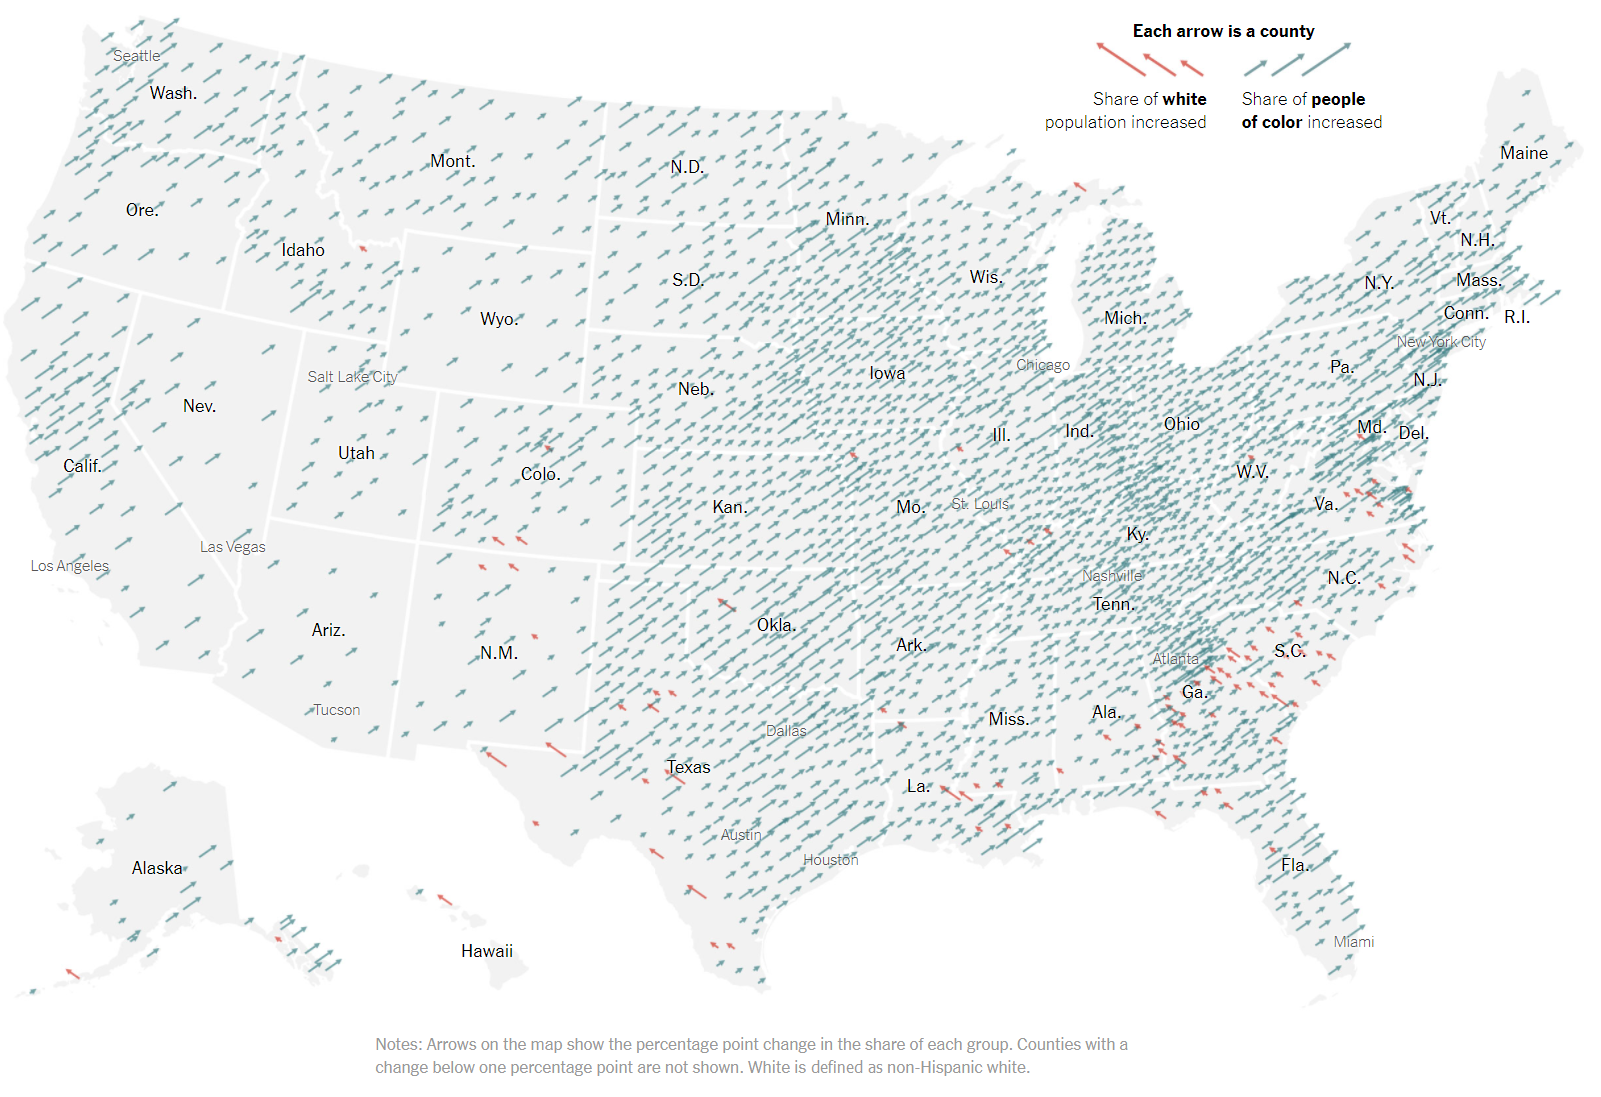 Each arrow is a county
Share of white
population increased
Share of people
of color increased
Seattle
Wash.
Mont.
N.D.
Minn.
Maine
Ore.
Idaho
S.D.
Wis.
Vt.
N.H.
N.Y.
Mass.
Wyo.
Mich.
Conn.
R.I.
New York City
Chicago
Salt Lake City
Nev.
Neb.
Iowa
Pa.
N.J.
Calif.
Utah
Colo.
Ill.
Ind.
Ohio
Md.
Del.
W.V.
Kan.
Mo.
St. Louis
Va.
Ky.
Las Vegas
Los Angeles
Nashville
N.C.
Ariz.
N.M.
Okla.
Ark.
Tenn.
Atlanta
S.C.
Tucson
Dallas
Miss.
Ala.
Ga.
Texas
La.
Austin
Houston
Fla.
Miami
Alaska
Hawaii
Notes: Arrows on the map show the percentage point change in the share of each group. Counties with a
change below one percentage point are not shown. White is defined as non-Hispanic white.